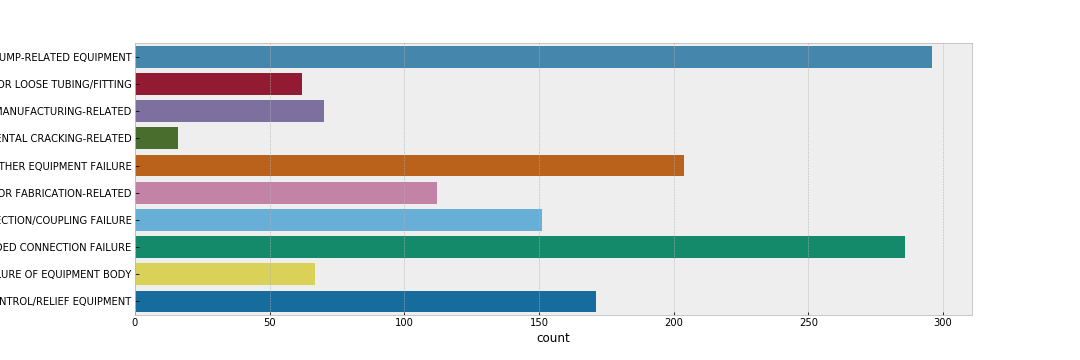 UMP-RELATED EQUIPMENT
OR LOOSE TUBING/FITTING
MANUFACTURING-RELATED
ENTAL CRACKING-RELATED
THER EQUIPMENT FAILURE
OR FABRICATION-RELATED
ECTION/COUPLING FAILURE
DED CONNECTION FAILURE
LURE OF EQUIPMENT BODY
NTROL/RELIEF EQUIPMENT
0 50 100 150 200 250 300
count